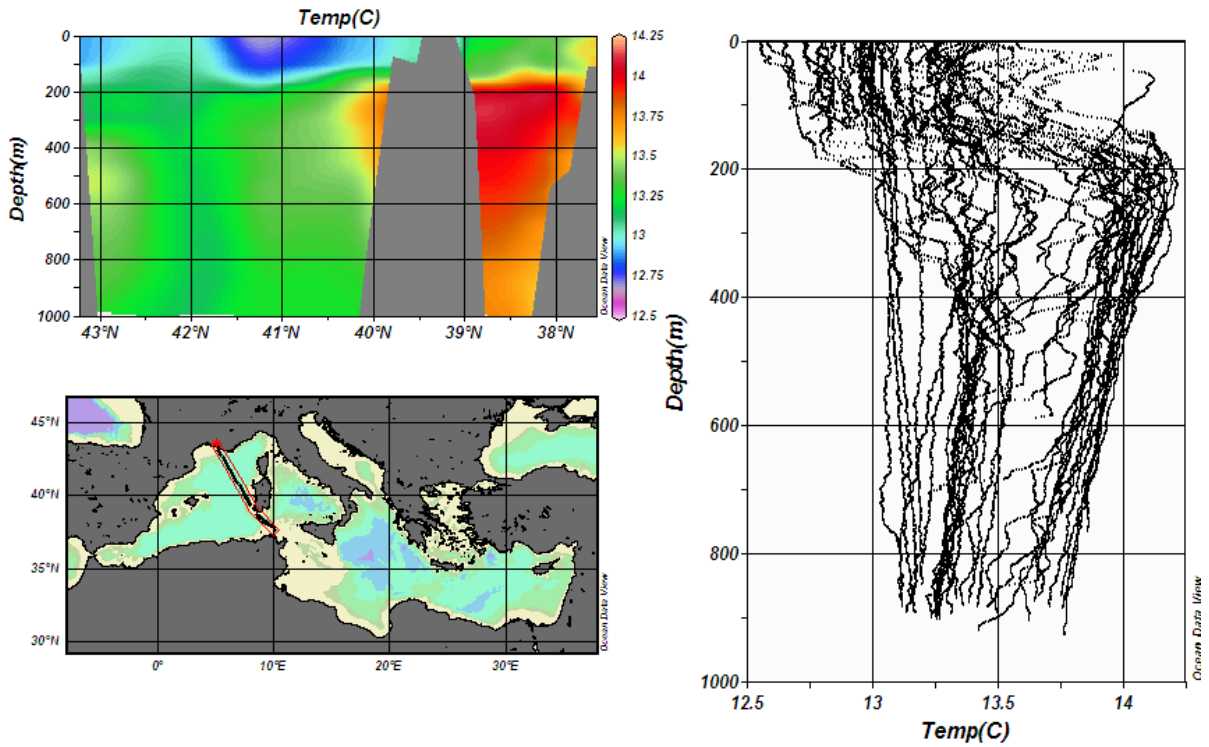 Temp(C)
0
200
400
600
800
1000
Depth(m)
43°N
42°N
41°N
40°N
39°N
38°N
Ocean Data View
14.25
14
13.75
13.5
13.25
13
12.75
12.5
45°N
40°N
35°N
30°N
0°
10°E
20°E
30°E
Ocean Data View
0
200
400
600
800
1000
Depth(m)
12.5
13
13.5
14
Temp(C)
Ocean Data View